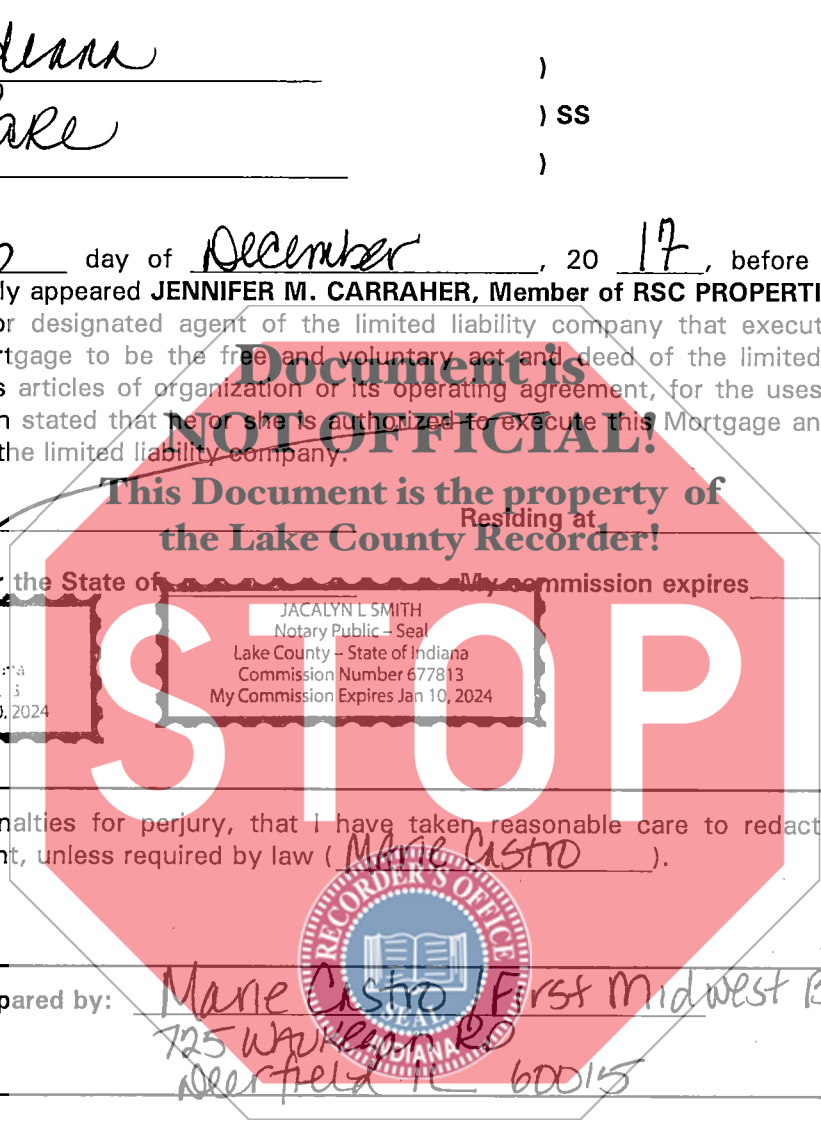 diana )
ake ) SS
)
day of December, 20 17, before
ly appeared JENNIFER M. CARRAHER, Member of RSC PROPERTI
or designated agent of the limited liability company that execut
rtgage to be the free and voluntary act and deed of the limited
s articles of organization or its operating agreement, for the uses
n stated that he or she is authorized to execute this Mortgage an
the limited liability company.
Document is
NOT OFFICIAL!
This Document is the property of
the Lake County Recorder!
Residing at
r the State of My commission expires
STOP
JACALYN L SMITH
Notary Public – Seal
Lake County – State of Indiana
Commission Number 677813
My Commission Expires Jan 10, 2024
0, 2024
nalties for perjury, that I have taken reasonable care to redact
nt, unless required by law ( Marie Castro ).
RECORDER'S OFFICE
SEAL
INDIANA
pared by: Marie Castro / First Midwest B
725 Waukegan RD
Deerfield IL 60015